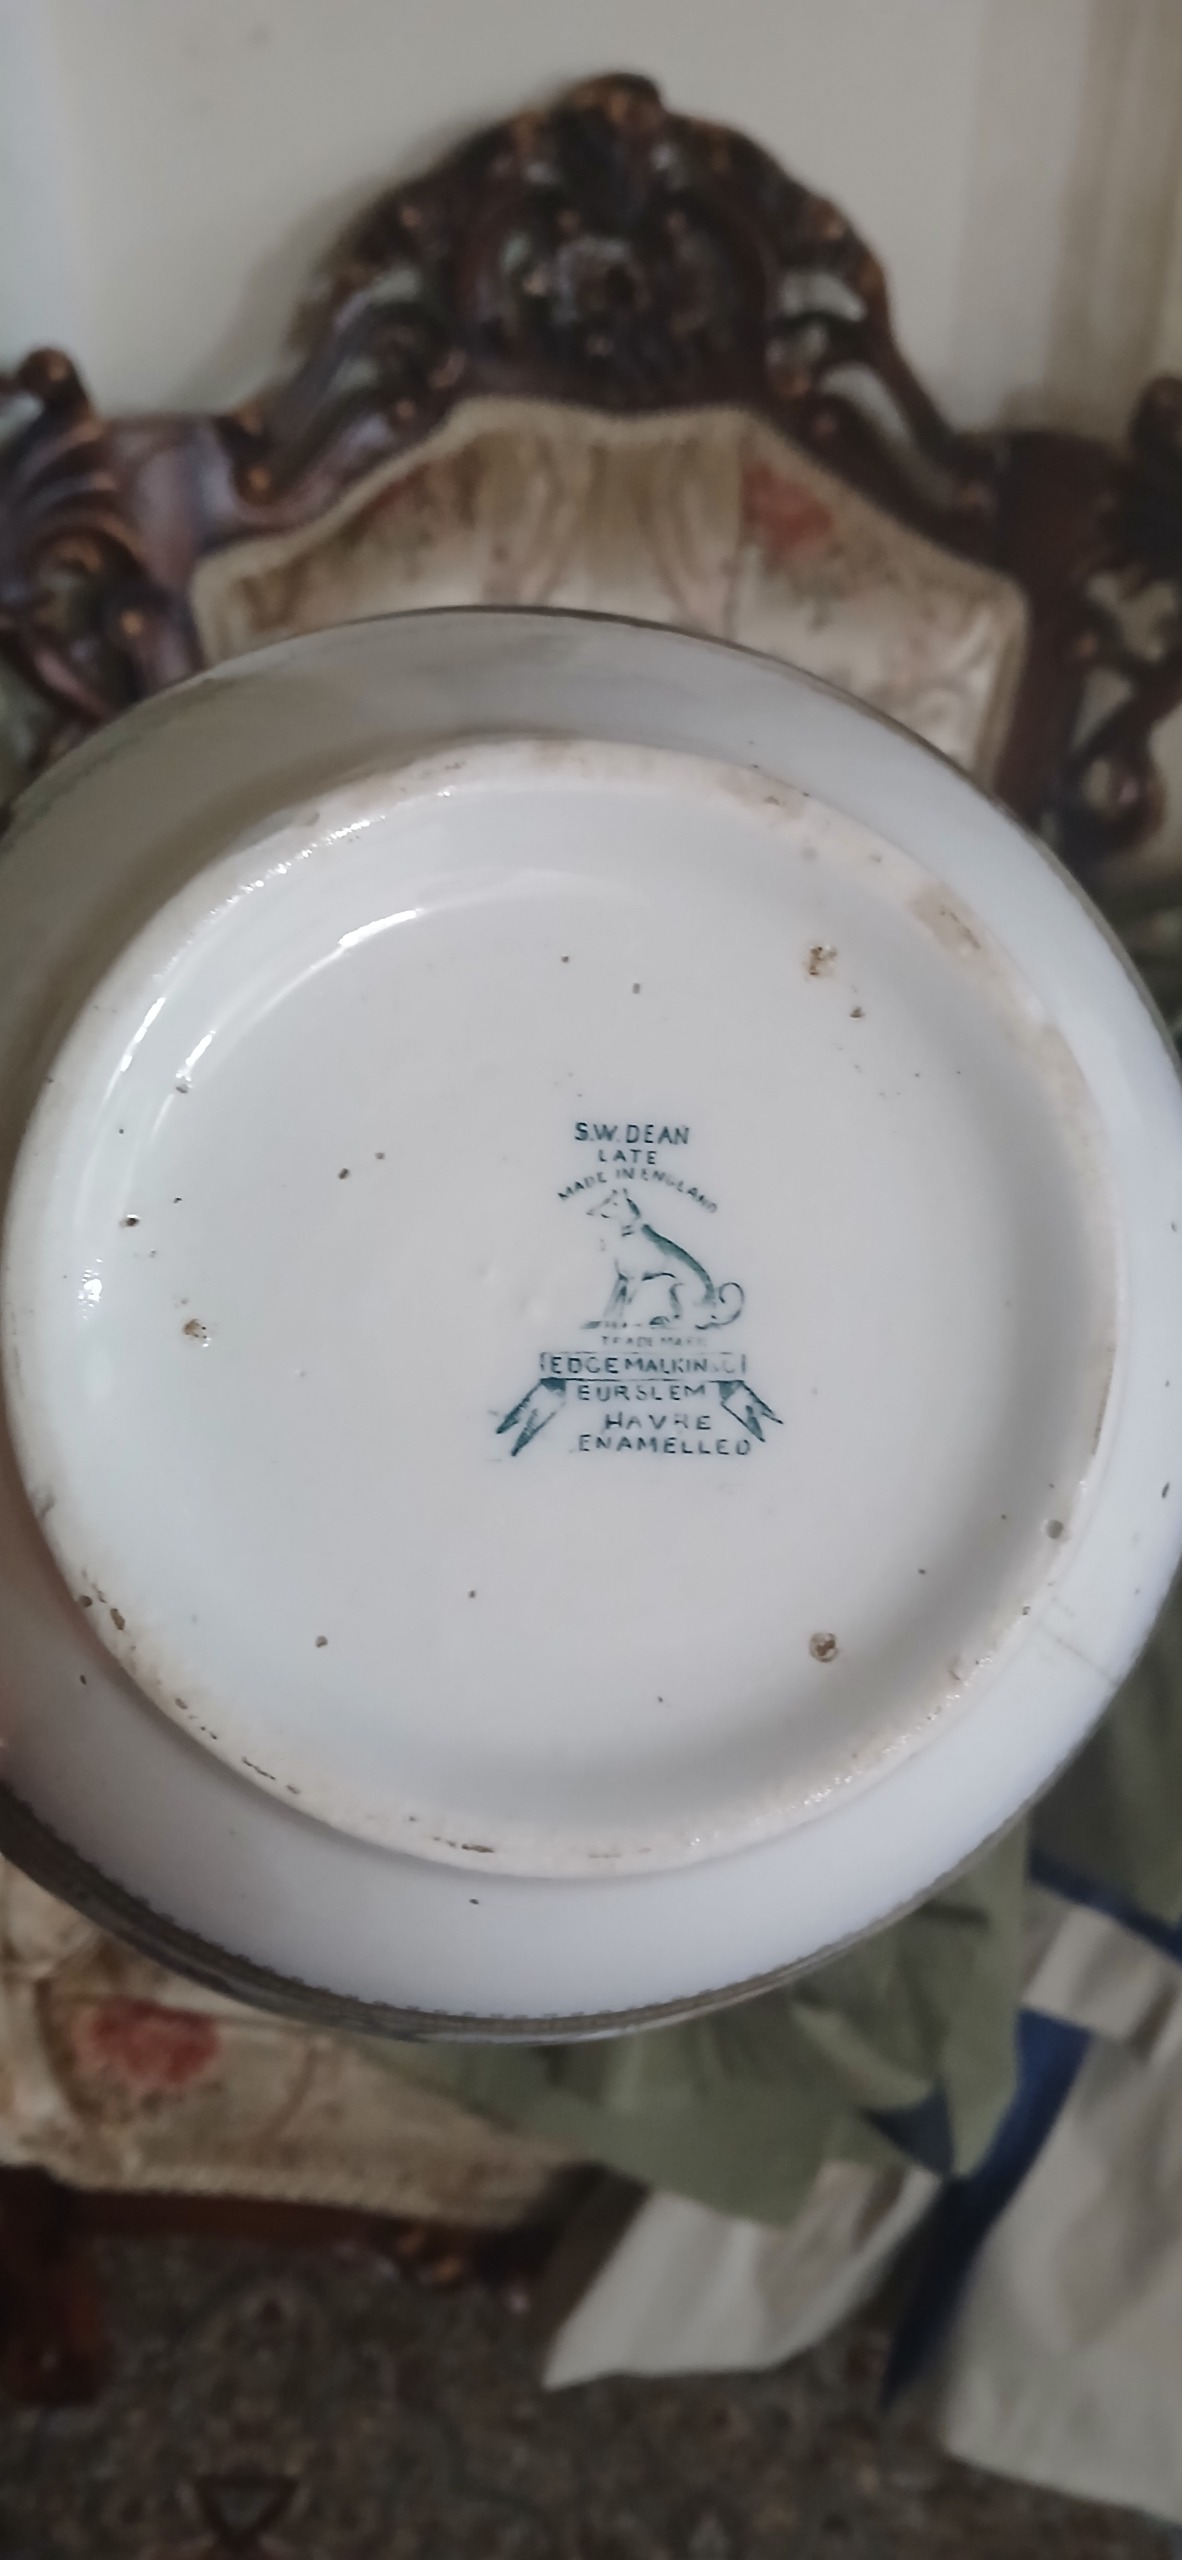 S.W. DEAN
LATE
MADE IN ENGLAND
TRADE MARK
EDGE MALKIN & Co
BURSLEM
HAVRE
ENAMELLED